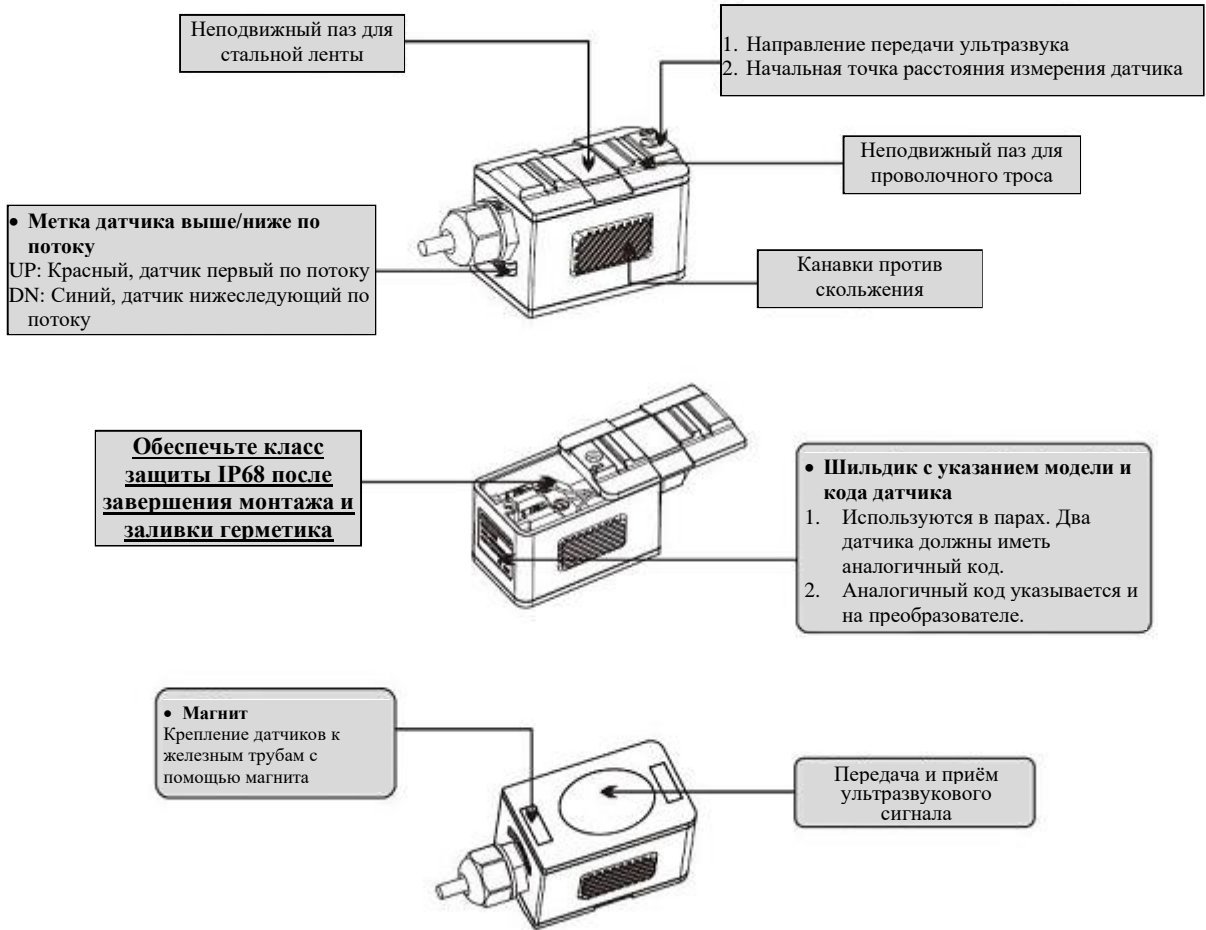 Неподвижный паз для
стальной ленты
1. Направление передачи ультразвука
2. Начальная точка расстояния измерения датчика
Неподвижный паз для
проволочного троса
• Метка датчика выше/ниже по
потоку
UP: Красный, датчик первый по потоку
DN: Синий, датчик нижеследующий по
потоку
Канавки против
скольжения
Обеспечьте класс
защиты IP68 после
завершения монтажа и
заливки герметика
• Шильдик с указанием модели и
кода датчика
1. Используются в парах. Два
датчика должны иметь
аналогичный код.
2. Аналогичный код указывается и
на преобразователе.
• Магнит
Крепление датчиков к
железным трубам с
помощью магнита
Передача и приём
ультразвукового
сигнала